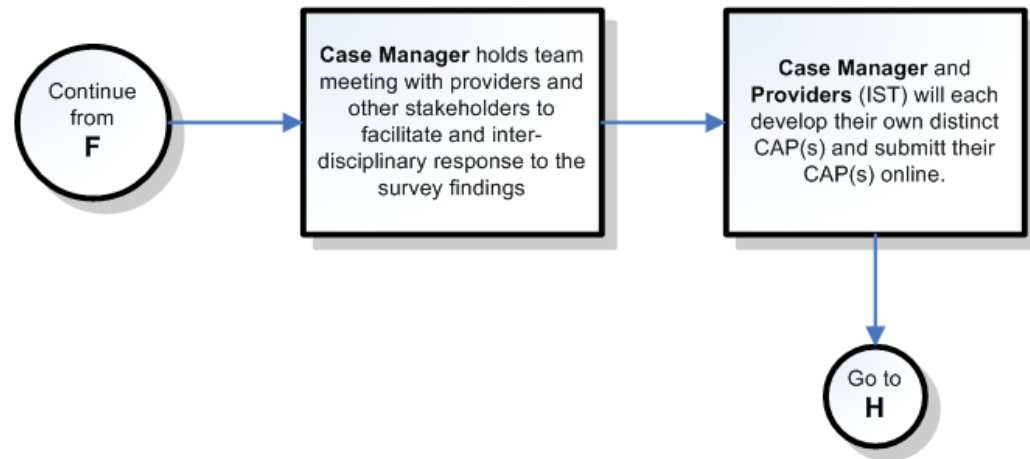 Continue
from
F
Case Manager holds team
meeting with providers and
other stakeholders to
facilitate and inter-
disciplinary response to the
survey findings
Case Manager and
Providers (IST) will each
develop their own distinct
CAP(s) and submitt their
CAP(s) online.
Go to
H